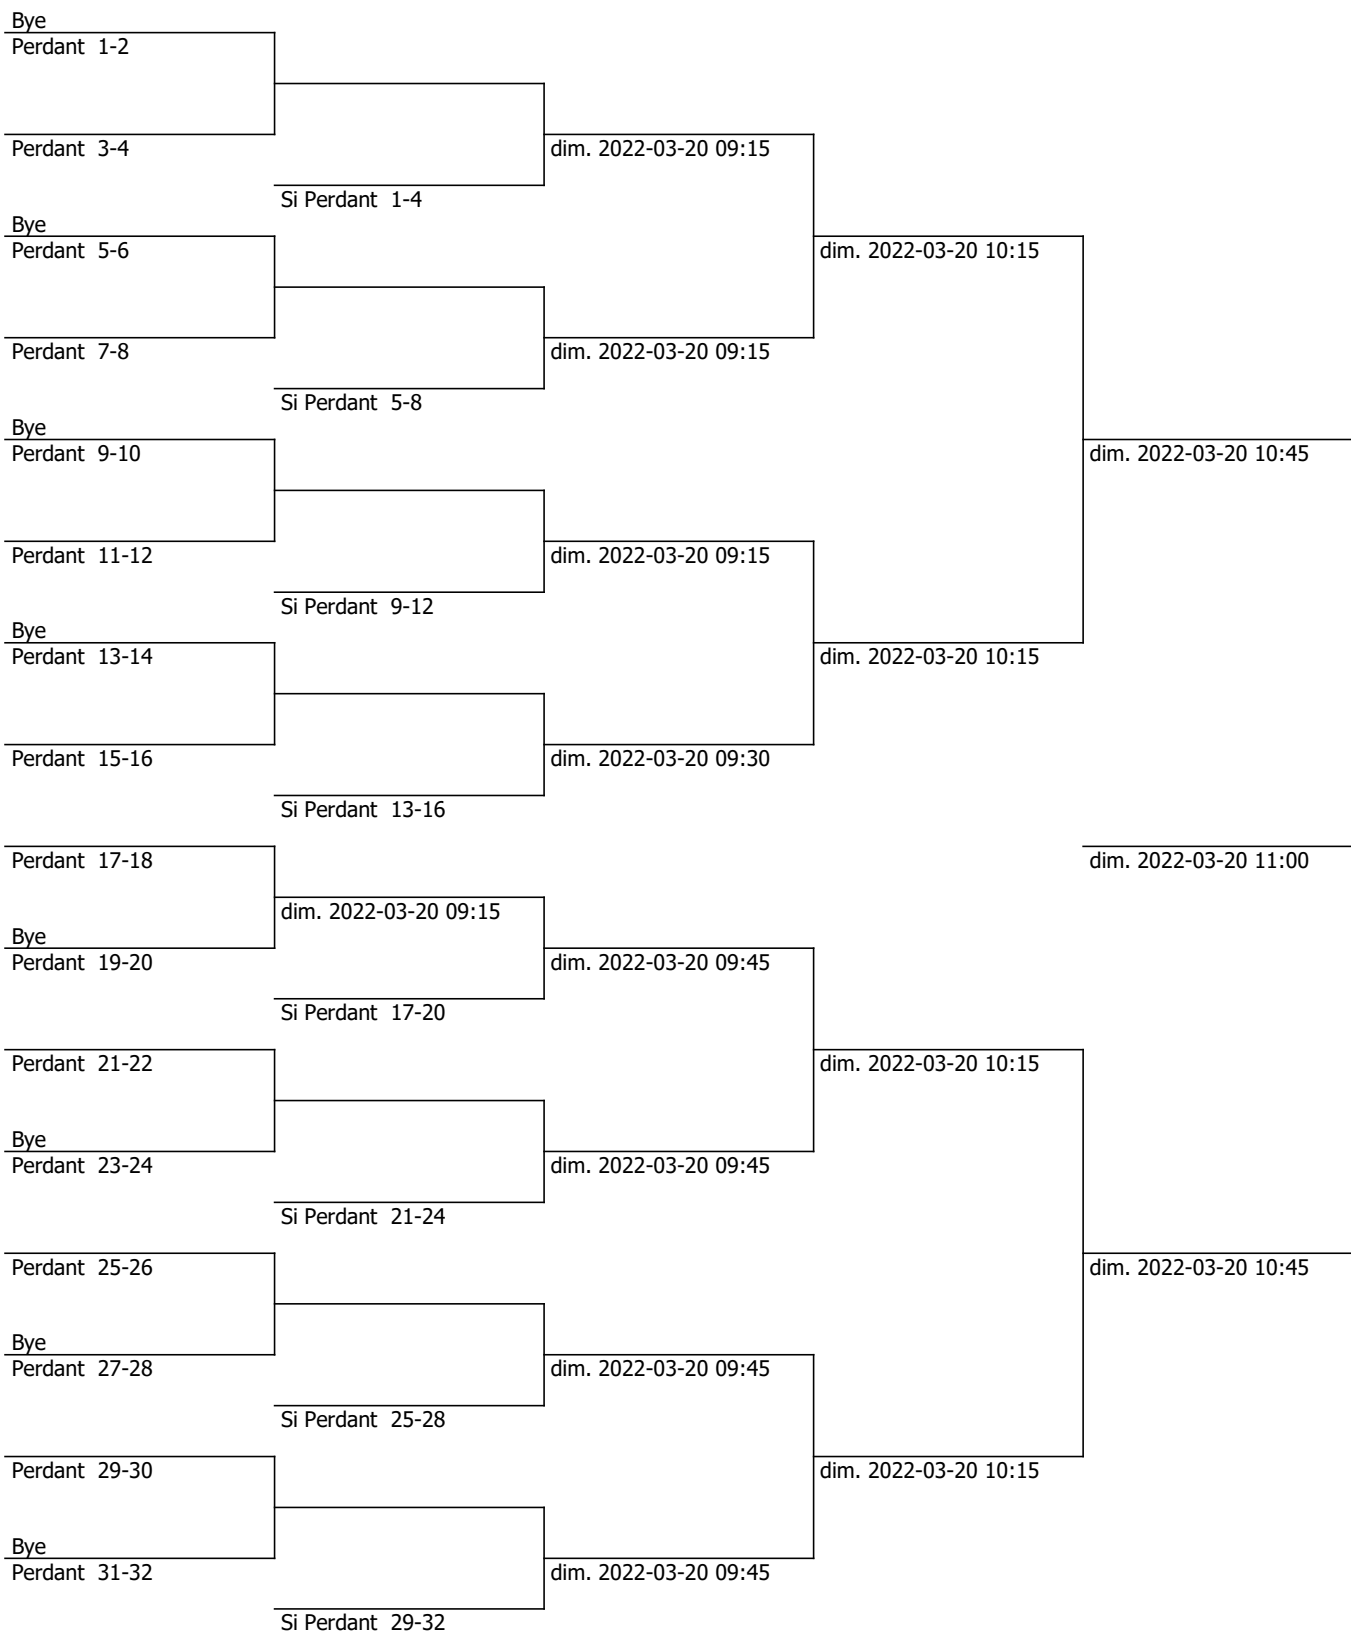 Bye
Perdant 1-2
Perdant 3-4
dim. 2022-03-20 09:15
Si Perdant 1-4
Bye
Perdant 5-6
dim. 2022-03-20 10:15
Perdant 7-8
dim. 2022-03-20 09:15
Si Perdant 5-8
Bye
Perdant 9-10
dim. 2022-03-20 10:45
Perdant 11-12
dim. 2022-03-20 09:15
Si Perdant 9-12
Bye
Perdant 13-14
dim. 2022-03-20 10:15
Perdant 15-16
dim. 2022-03-20 09:30
Si Perdant 13-16
Perdant 17-18
dim. 2022-03-20 11:00
dim. 2022-03-20 09:15
Bye
Perdant 19-20
dim. 2022-03-20 09:45
Si Perdant 17-20
Perdant 21-22
dim. 2022-03-20 10:15
Bye
Perdant 23-24
dim. 2022-03-20 09:45
Si Perdant 21-24
Perdant 25-26
dim. 2022-03-20 10:45
Bye
Perdant 27-28
dim. 2022-03-20 09:45
Si Perdant 25-28
Perdant 29-30
dim. 2022-03-20 10:15
Bye
Perdant 31-32
dim. 2022-03-20 09:45
Si Perdant 29-32